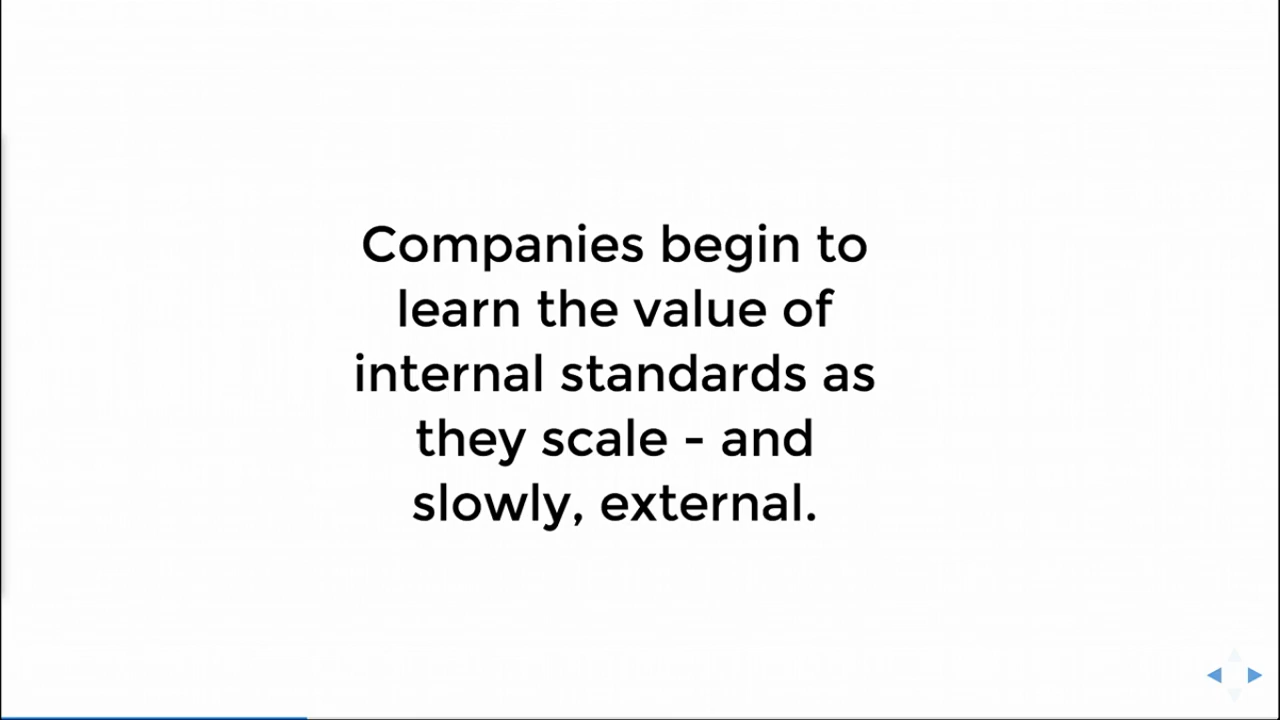 Companies begin to
learn the value of
internal standards as
they scale - and
slowly, external.